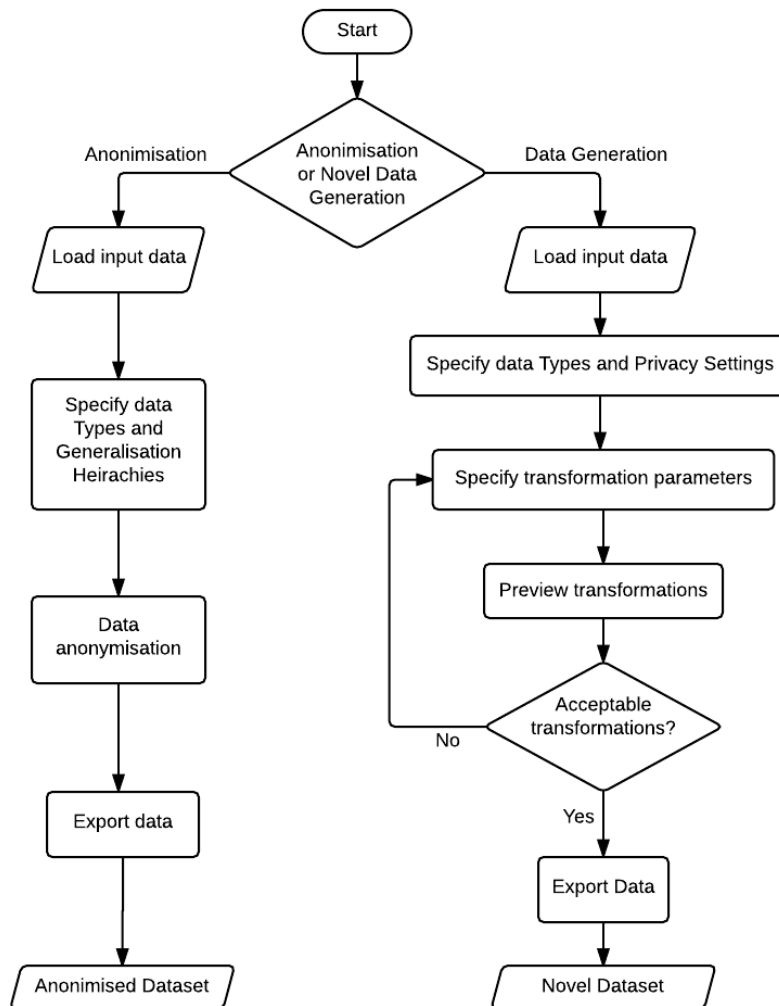 Start
Anonimisation
Anonimisation
or Novel Data
Generation
Data Generation
Load input data
Load input data
Specify data Types and Privacy Settings
Specify data
Types and
Generalisation
Heirachies
Specify transformation parameters
Preview transformations
Data
anonymisation
Acceptable
transformations?
No
Yes
Export data
Export Data
Anonimised Dataset
Novel Dataset